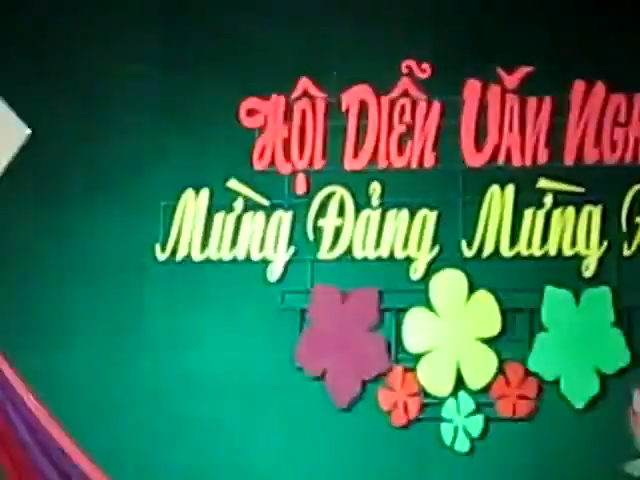 Hội Diễn Văn
Mừng Đảng Mừng